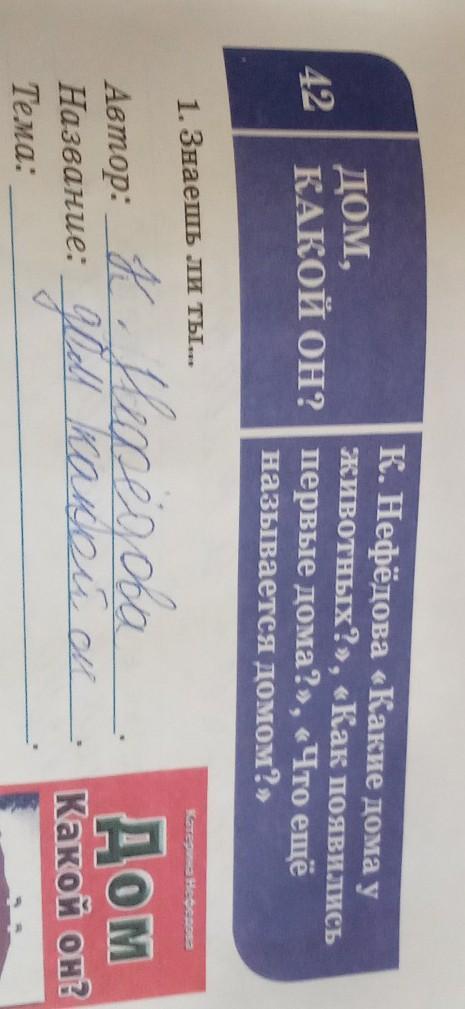 42
ДОМ,
КАКОЙ ОН?
К. Нефёдова «Какие дома у
животных?», «Как появились
первые дома?», «Что ещё
называется домом?»
1. Знаешь ли ты...
Автор: К. Нефёдова.
Название: дом какой он.
Тема: .
Катерина Нефёдова
ДОМ
Какой он?